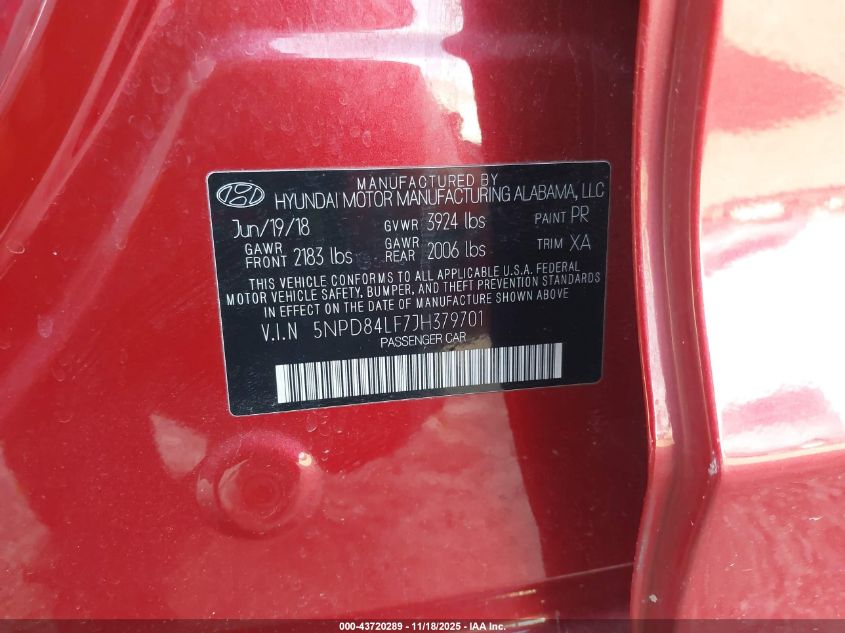 MANUFACTURED BY
HYUNDAI MOTOR MANUFACTURING ALABAMA, LLC
Jun/19/18 GVWR 3924 lbs PAINT PR
GAWR FRONT 2183 lbs GAWR REAR 2006 lbs TRIM XA
THIS VEHICLE CONFORMS TO ALL APPLICABLE U.S.A. FEDERAL
MOTOR VEHICLE SAFETY, BUMPER, AND THEFT PREVENTION STANDARDS
IN EFFECT ON THE DATE OF MANUFACTURE SHOWN ABOVE
V.I.N 5NPD84LF7JH379701
PASSENGER CAR
000-43720289 - 11/18/2025 - IAA Inc.